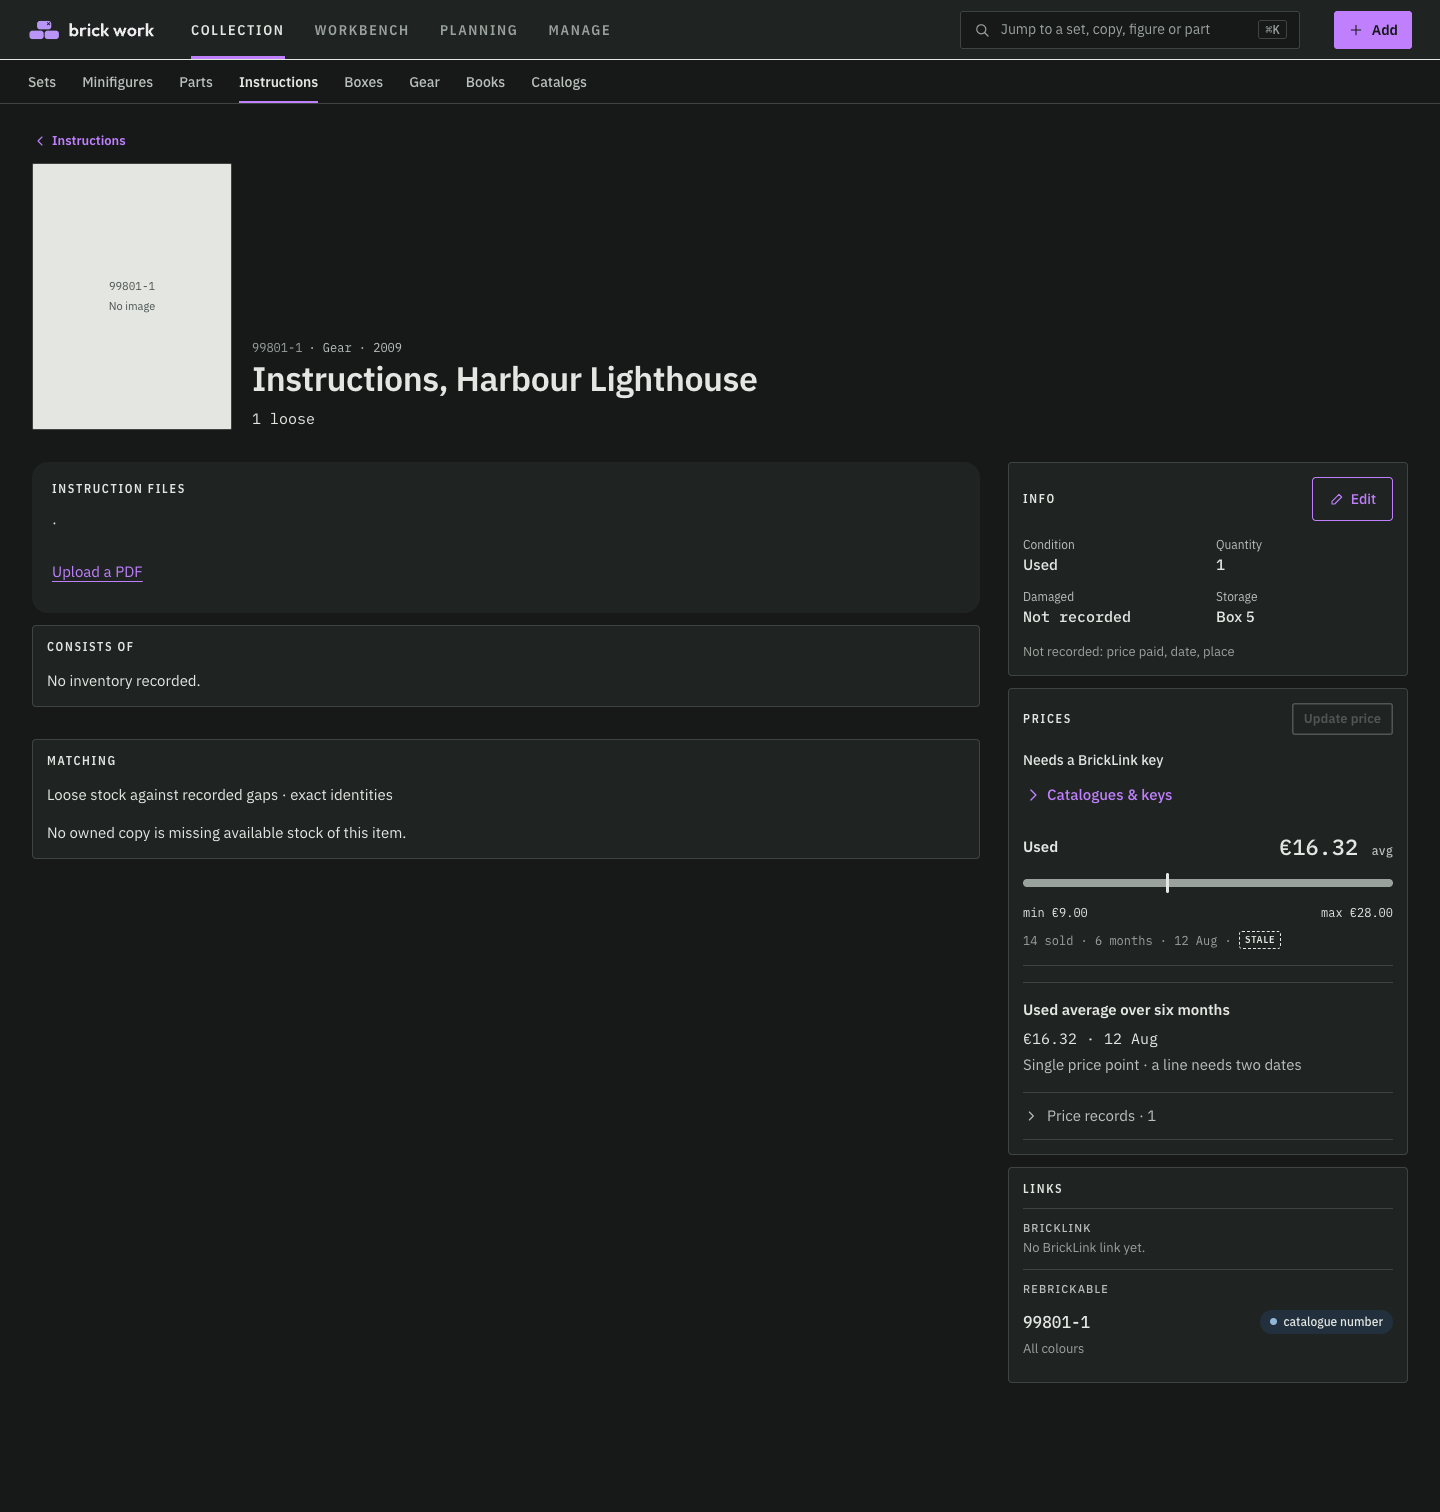 brick work
COLLECTION WORKBENCH PLANNING MANAGE
Jump to a set, copy, figure or part ⌘K
+ Add
Sets Minifigures Parts Instructions Boxes Gear Books Catalogs
Instructions
99801-1
No image
99801-1 · Gear · 2009
Instructions, Harbour Lighthouse
1 loose
INSTRUCTION FILES
·
Upload a PDF
CONSISTS OF
No inventory recorded.
MATCHING
Loose stock against recorded gaps · exact identities
No owned copy is missing available stock of this item.
INFO
Edit
Condition Quantity
Used 1
Damaged Storage
Not recorded Box 5
Not recorded: price paid, date, place
PRICES
Update price
Needs a BrickLink key
Catalogues & keys
Used €16.32 avg
min €9.00 max €28.00
14 sold · 6 months · 12 Aug · STALE
Used average over six months
€16.32 · 12 Aug
Single price point · a line needs two dates
Price records · 1
LINKS
BRICKLINK
No BrickLink link yet.
REBRICKABLE
99801-1 catalogue number
All colours